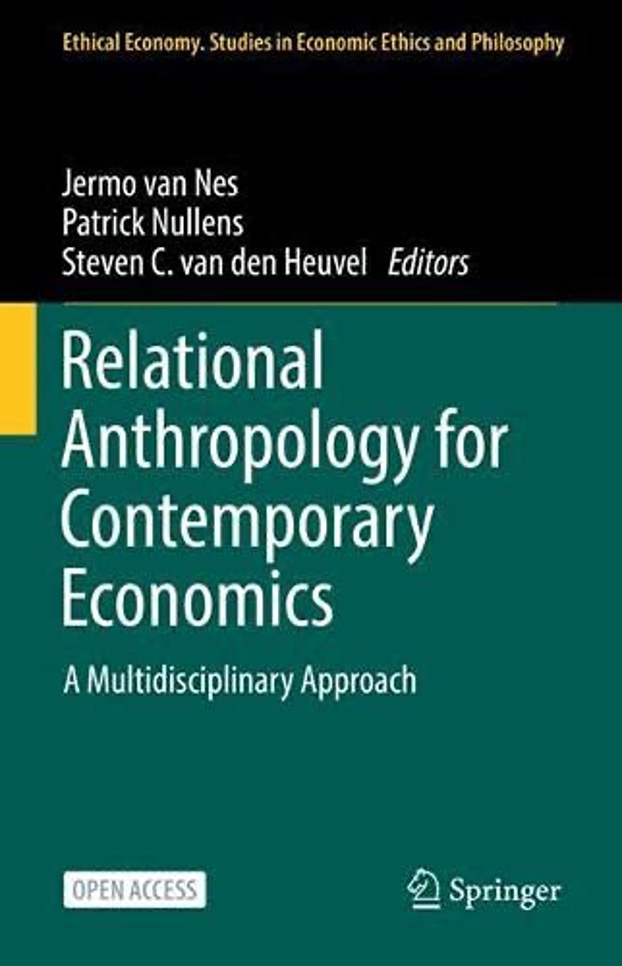 Ethical Economy. Studies in Economic Ethics and Philosophy
Jermo van Nes
Patrick Nullens
Steven C. van den Heuvel Editors
Relational
Anthropology for
Contemporary
Economics
A Multidisciplinary Approach
OPEN ACCESS
Springer